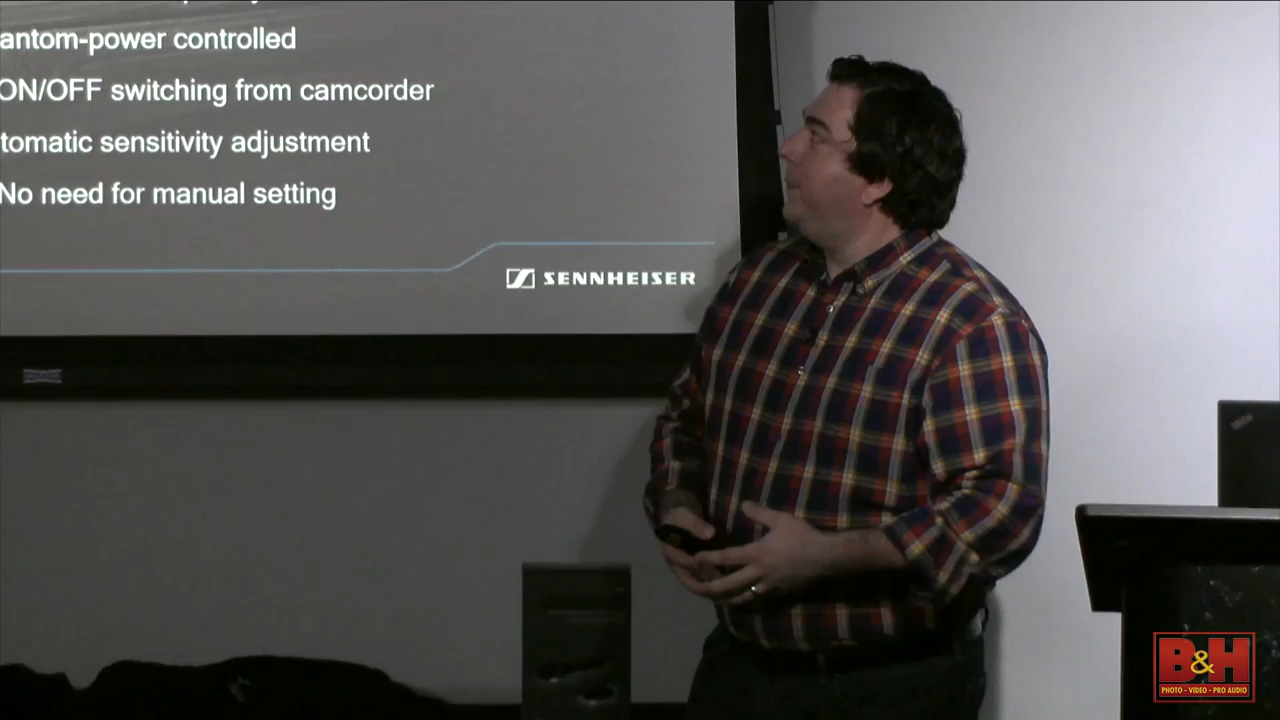 antom-power controlled
ON/OFF switching from camcorder
tomatic sensitivity adjustment
No need for manual setting
SENNHEISER
B&H
PHOTO - VIDEO - PRO AUDIO